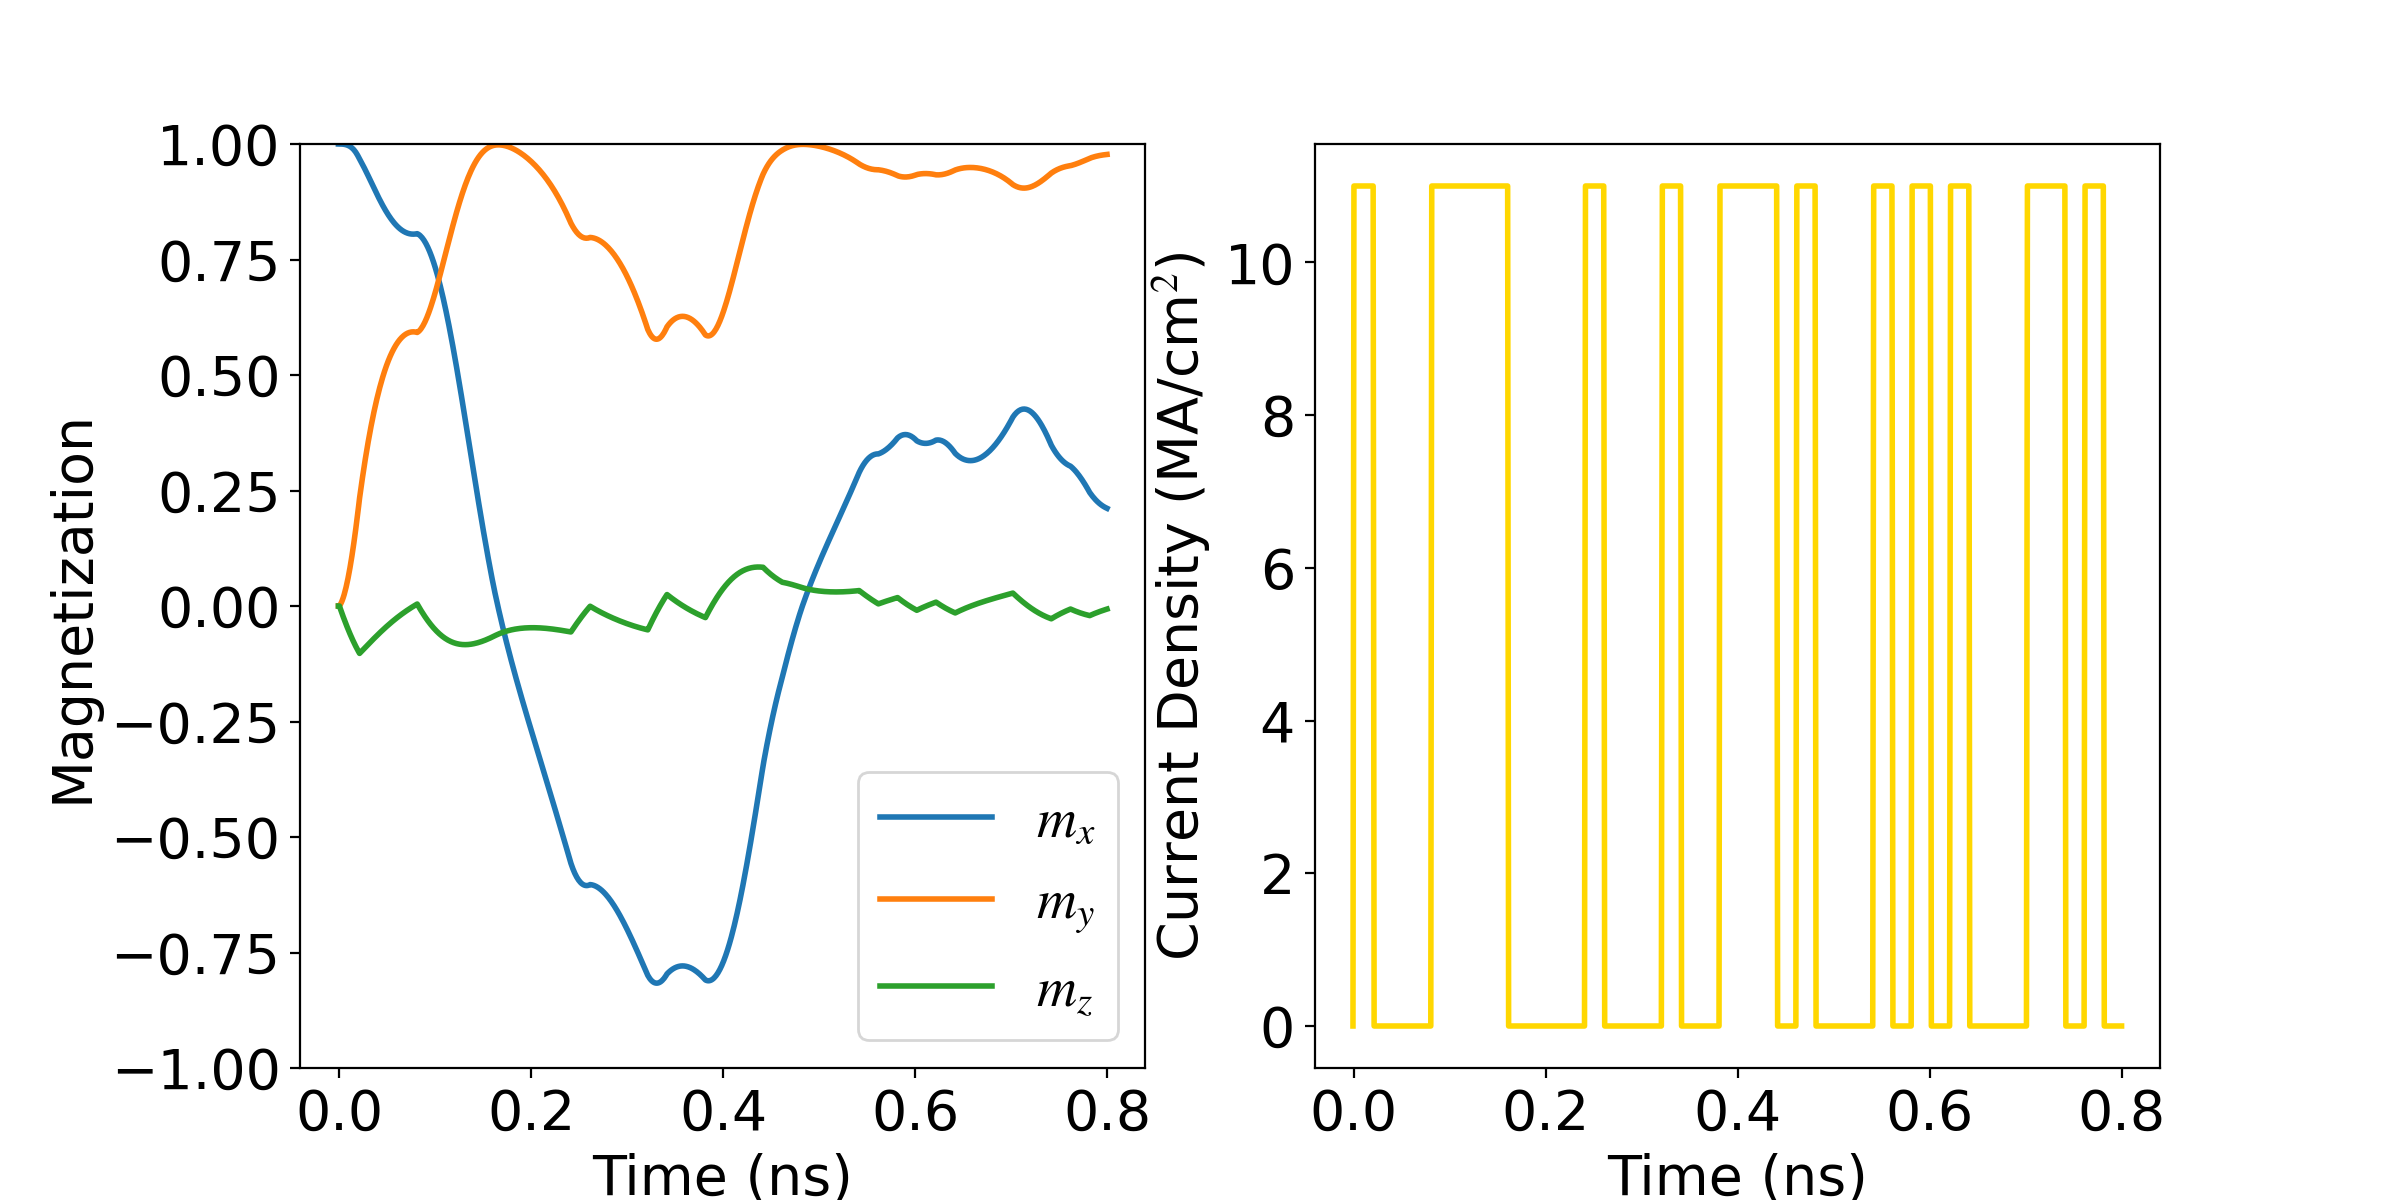 1.00
0.75
0.50
0.25
0.00
−0.25
−0.50
−0.75
−1.00
Magnetization
0.0 0.2 0.4 0.6 0.8
Time (ns)
m_x
m_y
m_z
10
8
6
4
2
0
Current Density (MA/cm²)
0.0 0.2 0.4 0.6 0.8
Time (ns)